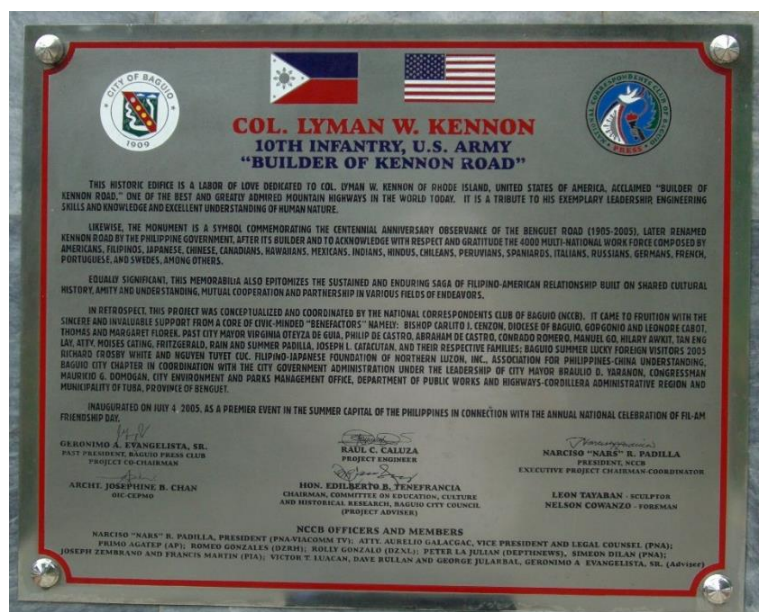 CITY OF BAGUIO
1909
NATIONAL CORRESPONDENTS CLUB OF BAGUIO
PRESS
COL. LYMAN W. KENNON
10TH INFANTRY, U.S. ARMY
“BUILDER OF KENNON ROAD”
THIS HISTORIC EDIFICE IS A LABOR OF LOVE DEDICATED TO COL. LYMAN W. KENNON OF RHODE ISLAND, UNITED STATES OF AMERICA, ACCLAIMED “BUILDER OF
KENNON ROAD,” ONE OF THE BEST AND GREATLY ADMIRED MOUNTAIN HIGHWAYS IN THE WORLD TODAY. IT IS A TRIBUTE TO HIS EXEMPLARY LEADERSHIP, ENGINEERING
SKILLS AND KNOWLEDGE AND EXCELLENT UNDERSTANDING OF HUMAN NATURE.
LIKEWISE, THE MONUMENT IS A SYMBOL COMMEMORATING THE CENTENNIAL ANNIVERSARY OBSERVANCE OF THE BENGUET ROAD (1905-2005), LATER RENAMED
KENNON ROAD BY THE PHILIPPINE GOVERNMENT, AFTER ITS BUILDER AND TO ACKNOWLEDGE WITH RESPECT AND GRATITUDE THE 4000 MULTI-NATIONAL WORK FORCE COMPOSED BY
AMERICANS, FILIPINOS, JAPANESE, CHINESE, CANADIANS, HAWAIIANS, MEXICANS, INDIANS, HINDUS, CHILEANS, PERUVIANS, SPANIARDS, ITALIANS, RUSSIANS, GERMANS, FRENCH,
PORTUGUESE, AND SWEDES, AMONG OTHERS.
EQUALLY SIGNIFICANT, THIS MEMORABILIA ALSO EPITOMIZES THE SUSTAINED AND ENDURING SAGA OF FILIPINO-AMERICAN RELATIONSHIP BUILT ON SHARED CULTURAL
HISTORY, AMITY AND UNDERSTANDING, MUTUAL COOPERATION AND PARTNERSHIP IN VARIOUS FIELDS OF ENDEAVORS.
IN RETROSPECT, THIS PROJECT WAS CONCEPTUALIZED AND COORDINATED BY THE NATIONAL CORRESPONDENTS CLUB OF BAGUIO (NCCB). IT CAME TO FRUITION WITH THE
SINCERE AND INVALUABLE SUPPORT FROM A CORE OF CIVIC-MINDED “BENEFACTORS” NAMELY: BISHOP CARLITO J. CENZON, DIOCESE OF BAGUIO, GORGONIO AND LEONORE CABOT,
THOMAS AND MARGARET FLOREK, PAST CITY MAYOR VIRGINIA OTEYZA DE GUIA, PHILIP DE CASTRO, ABRAHAM DE CASTRO, CONRADO ROMERO, MANUEL GO, HILARY AWKIT, TAN ENG
LAY, ATTY. MOISES CATING, FITZGERALD, RAIN AND SUMMER PADILLA, JOSEPH L. CATACUTAN, AND THEIR RESPECTIVE FAMILIES; BAGUIO SUMMER LUCKY FOREIGN VISITORS 2005
RICHARD CROSBY WHITE AND NGUYEN TUYET CUC. FILIPINO-JAPANESE FOUNDATION OF NORTHERN LUZON, INC., ASSOCIATION FOR PHILIPPINES-CHINA UNDERSTANDING,
BAGUIO CITY CHAPTER IN COORDINATION WITH THE CITY GOVERNMENT ADMINISTRATION UNDER THE LEADERSHIP OF CITY MAYOR BRAULIO D. YARANON, CONGRESSMAN
MAURICIO G. DOMOGAN, CITY ENVIRONMENT AND PARKS MANAGEMENT OFFICE, DEPARTMENT OF PUBLIC WORKS AND HIGHWAYS-CORDILLERA ADMINISTRATIVE REGION AND
MUNICIPALITY OF TUBA, PROVINCE OF BENGUET.
INAUGURATED ON JULY 4 2005, AS A PREMIER EVENT IN THE SUMMER CAPITAL OF THE PHILIPPINES IN CONNECTION WITH THE ANNUAL NATIONAL CELEBRATION OF FIL-AM
FRIENDSHIP DAY.
GERONIMO A. EVANGELISTA, SR.
PAST PRESIDENT, BAGUIO PRESS CLUB
PROJECT CO-CHAIRMAN
RAUL C. CALUZA
PROJECT ENGINEER
NARCISO “NARS” R. PADILLA
PRESIDENT, NCCB
EXECUTIVE PROJECT CHAIRMAN-COORDINATOR
ARCHT. JOSEPHINE B. CHAN
OIC-CEPMO
HON. EDILBERTO B. TENEFRANCIA
CHAIRMAN, COMMITTEE ON EDUCATION, CULTURE
AND HISTORICAL RESEARCH, BAGUIO CITY COUNCIL
(PROJECT ADVISER)
LEON TAYABAN - SCULPTOR
NELSON COWANZO - FOREMAN
NCCB OFFICERS AND MEMBERS
NARCISO “NARS” R. PADILLA, PRESIDENT (PNA-VIACOMM TV); ATTY. AURELIO GALACGAC, VICE PRESIDENT AND LEGAL COUNSEL (PNA);
PRIMO AGATEP (AP); ROMEO GONZALES (DZRH); ROLLY GONZALO (DZXL); PETER LA JULIAN (DEPTHNEWS), SIMEON DILAN (PNA);
JOSEPH ZEMBRANO AND FRANCIS MARTIN (PIA); VICTOR T. LUACAN, DAVE RULLAN AND GEORGE JULARBAL, GERONIMO A EVANGELISTA, SR. (Adviser)